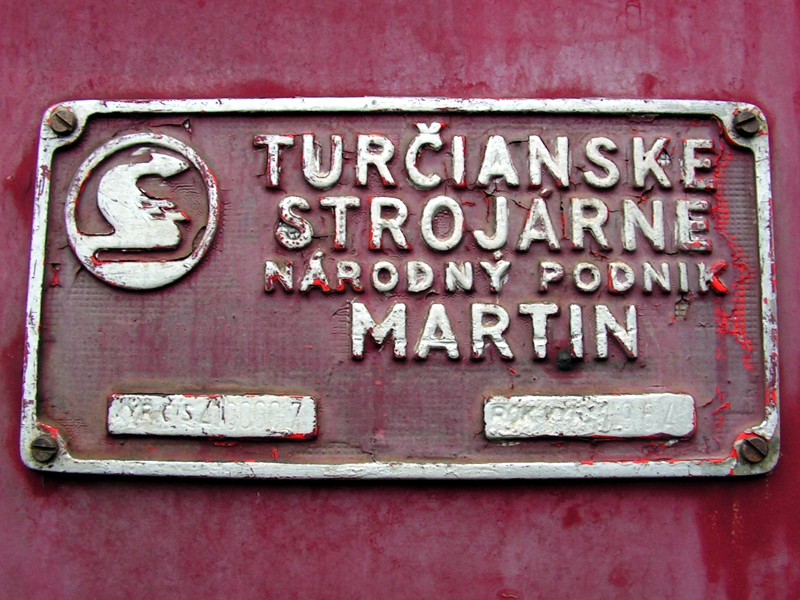 TURČIANSKE
STROJÁRNE
NÁRODNÝ PODNIK
MARTIN